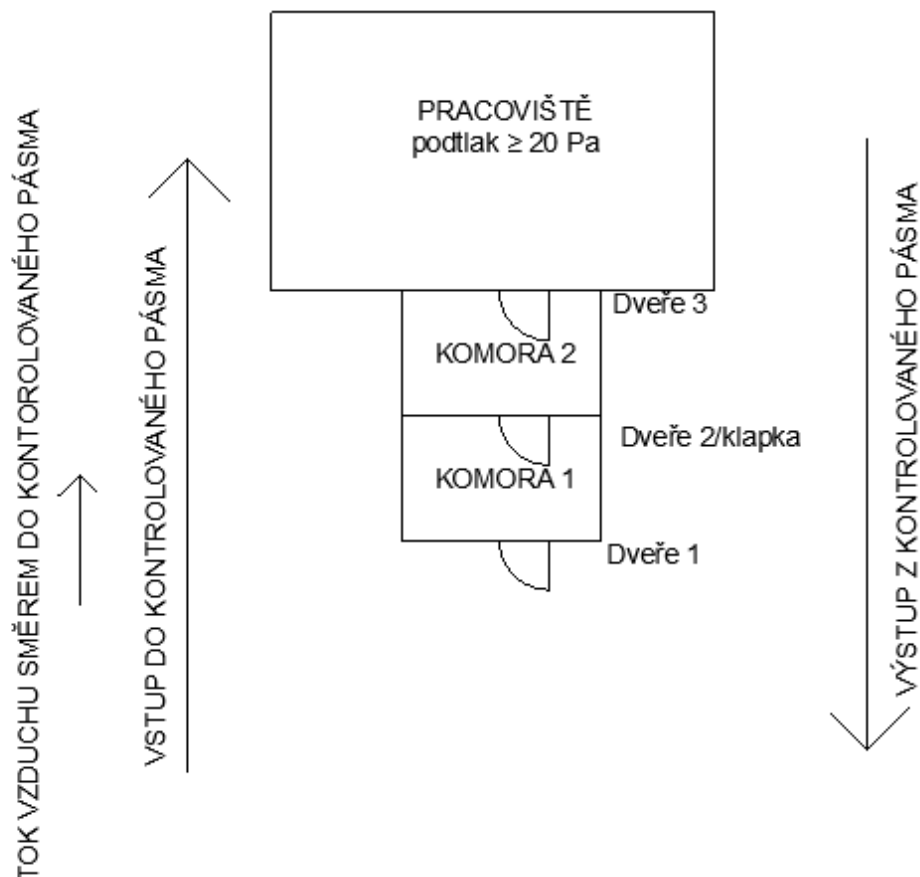 PRACOVIŠTĚ
podtlak ≥ 20 Pa
Dveře 3
KOMORA 2
Dveře 2/klapka
KOMORA 1
Dveře 1
TOK VZDUCHU SMĚREM DO KONTOROLOVANÉHO PÁSMA
VSTUP DO KONTROLOVANÉHO PÁSMA
VÝSTUP Z KONTROLOVANÉHO PÁSMA